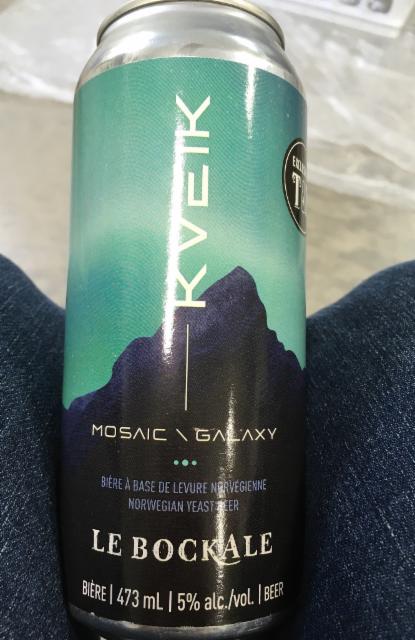 KVEIK
MOSAIC \ GALAXY
BIÈRE À BASE DE LEVURE NORVÉGIENNE
NORWEGIAN YEAST BEER
LE BOCKALE
BIÈRE | 473 mL | 5% alc./vol. | BEER